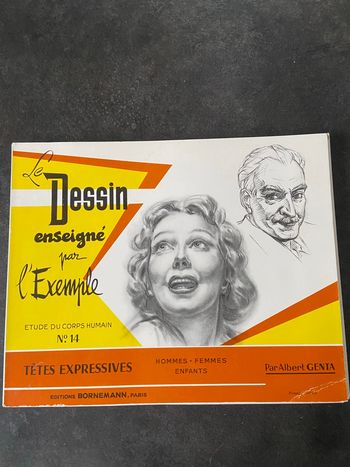 Le
Dessin
enseigné
par
l'Exemple
ETUDE DU CORPS HUMAIN
No 14
TÊTES EXPRESSIVES
HOMMES - FEMMES
ENFANTS
Par Albert GENTA
EDITIONS BORNEMANN, PARIS